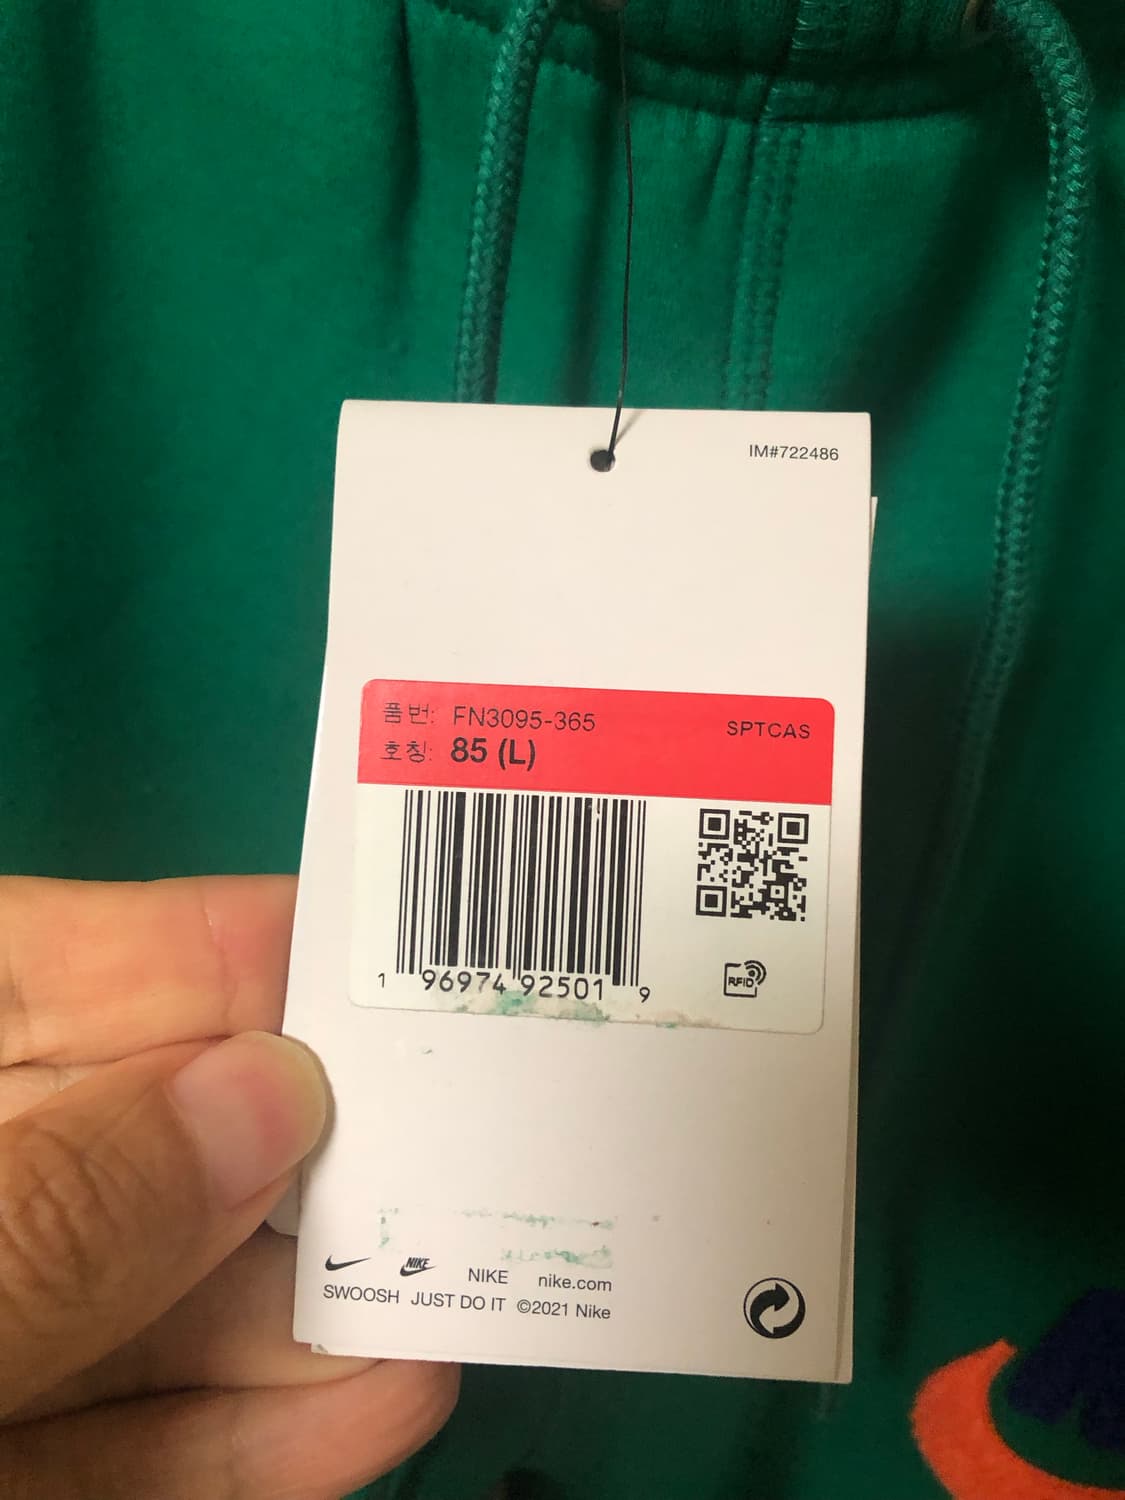 IM#722486
품번: FN3095-365
SPTCAS
호칭: 85 (L)
1 96974 92501 9
RFID
NIKE
NIKE nike.com
SWOOSH JUST DO IT ©2021 Nike